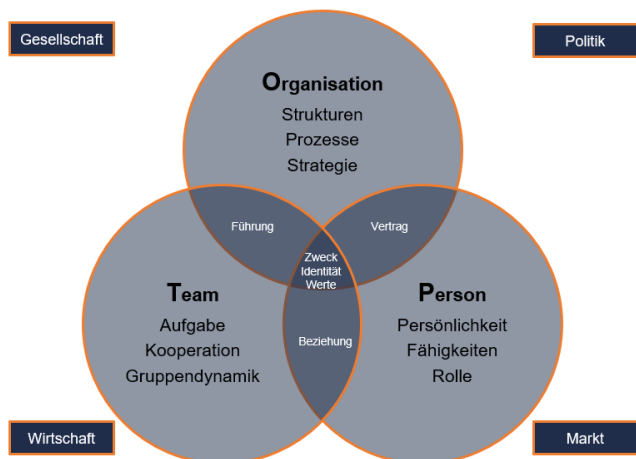 Gesellschaft
Politik
Organisation
Strukturen
Prozesse
Strategie
Führung
Vertrag
Zweck
Identität
Werte
Team
Aufgabe
Kooperation
Gruppendynamik
Beziehung
Person
Persönlichkeit
Fähigkeiten
Rolle
Wirtschaft
Markt